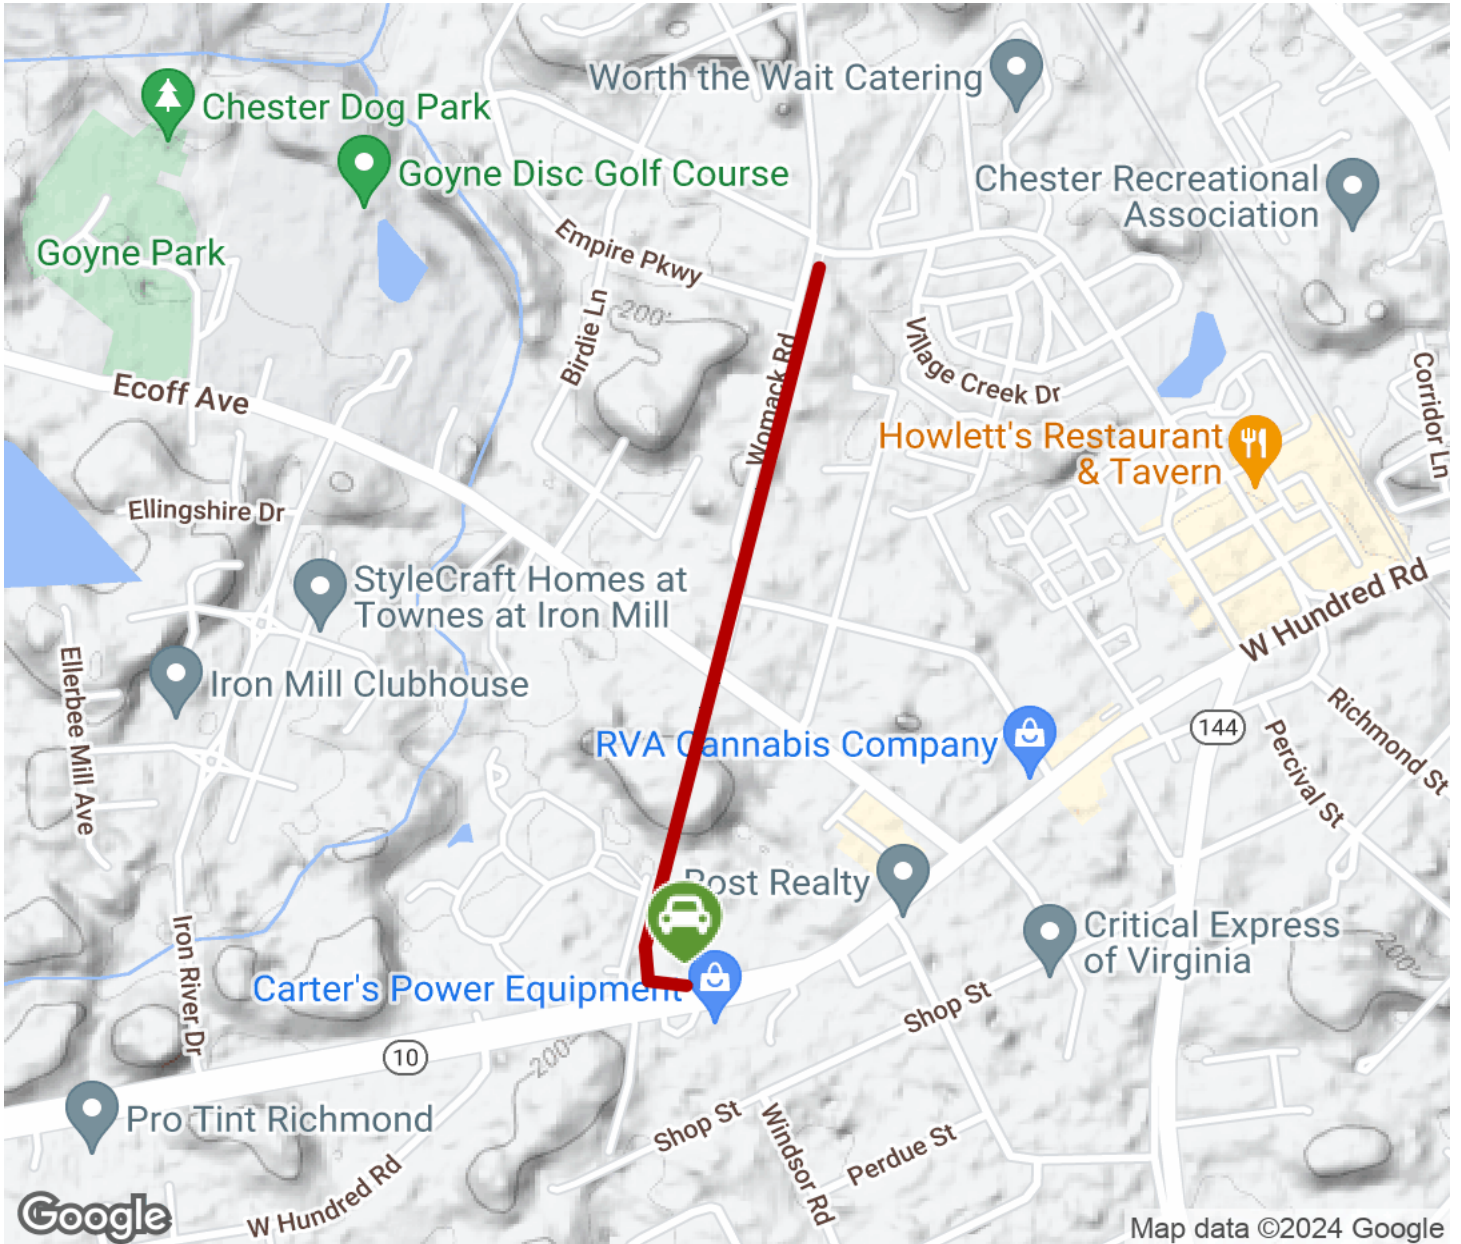 Worth the Wait Catering
Chester Dog Park
Goyne Disc Golf Course
Chester Recreational
Association
Goyne Park
Empire Pkwy
200'
Birdie Ln
Womack Rd
Village Creek Dr
Corridor Ln
Ecoff Ave
Howlett's Restaurant
& Tavern
Ellingshire Dr
StyleCraft Homes at
Townes at Iron Mill
W Hundred Rd
Ellerbee Mill Ave
Iron Mill Clubhouse
Richmond St
144
Percival St
RVA Cannabis Company
Post Realty
Critical Express
of Virginia
200'
Iron River Dr
Carter's Power Equipment
Shop St
10
200'
Pro Tint Richmond
Shop St
Windsor Rd
Perdue St
W Hundred Rd
Google
Map data ©2024 Google